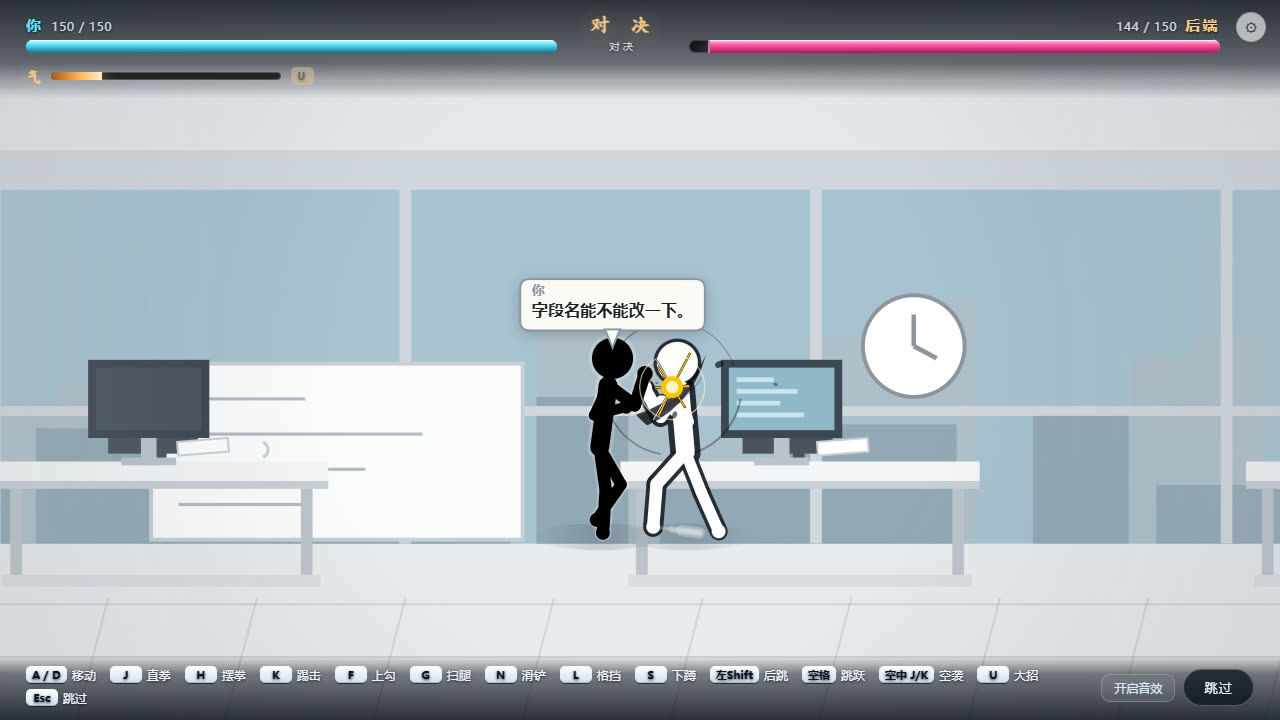 你 150 / 150
对 决
对决
144 / 150 后端
气
U
你
字段名能不能改一下。
A / D 移动 J 直拳 H 摆拳 K 踢击 F 上勾 G 扫腿 N 滑铲 L 格挡 S 下蹲 左Shift 后跳 空格 跳跃 空中 J/K 空袭 U 大招
Esc 跳过
开启音效
跳过